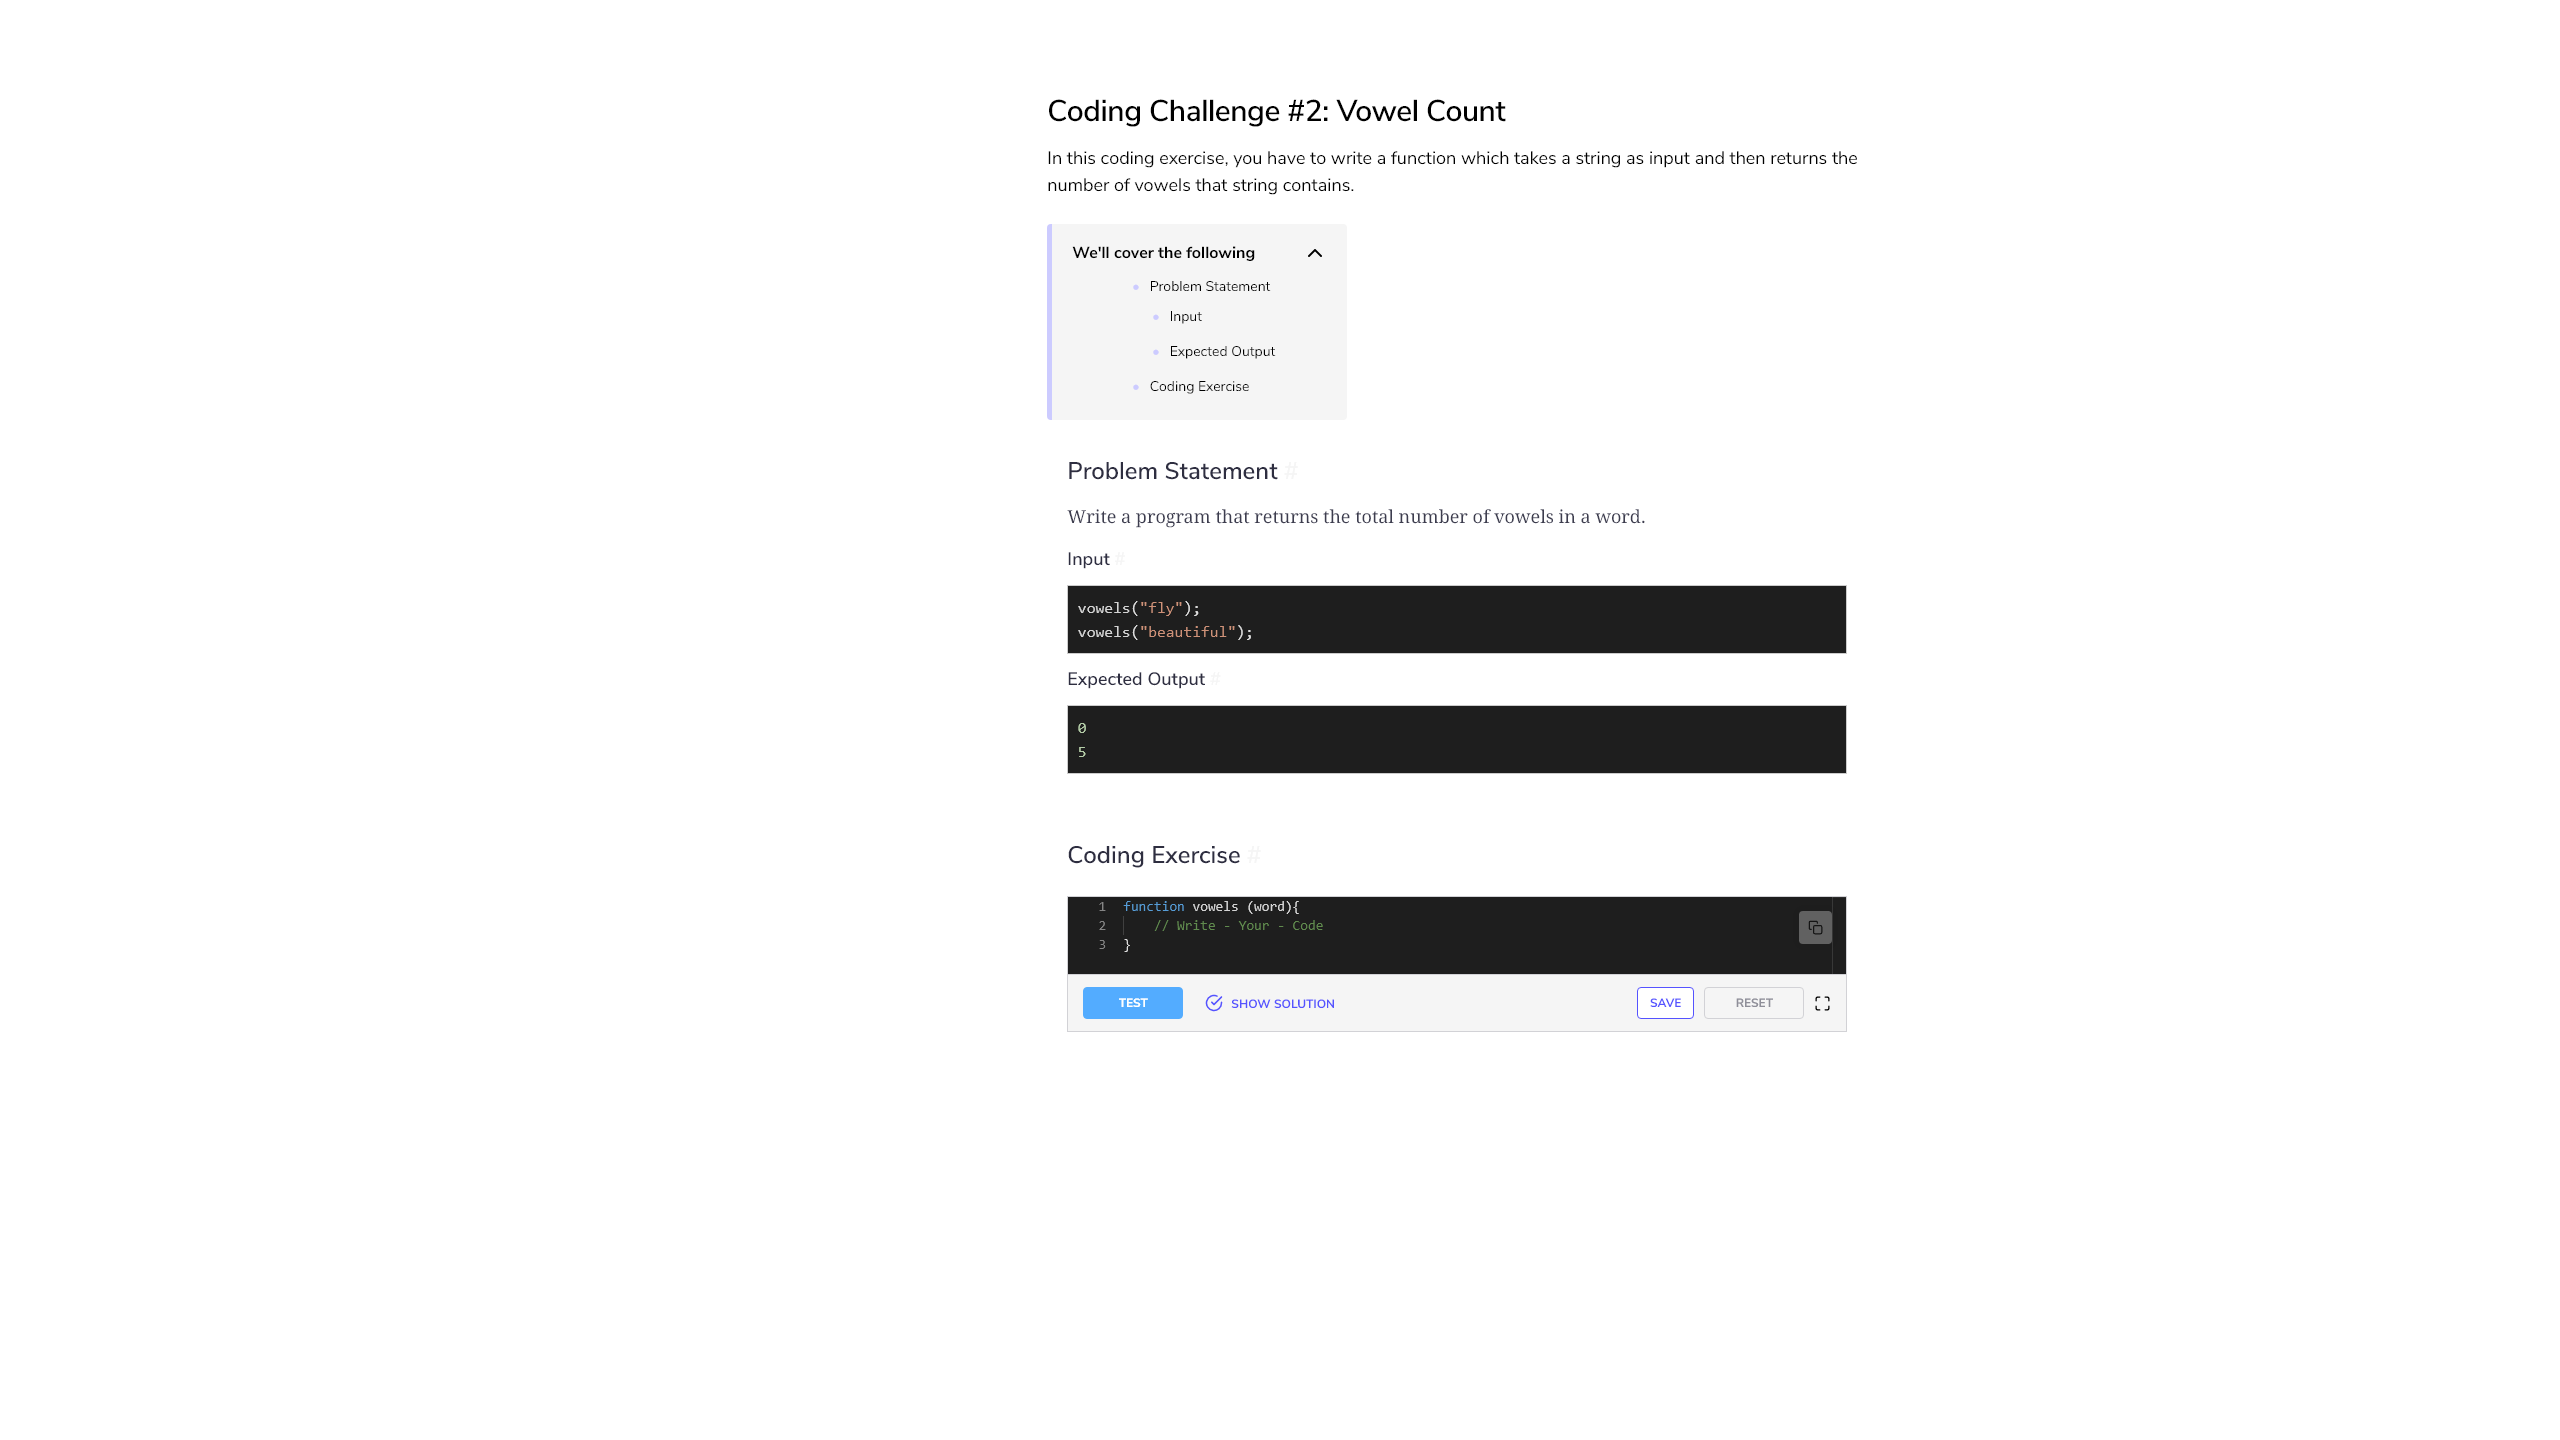 Coding Challenge #2: Vowel Count
In this coding exercise, you have to write a function which takes a string as input and then returns the
number of vowels that string contains.
We'll cover the following
Problem Statement
Input
Expected Output
Coding Exercise
Problem Statement #
Write a program that returns the total number of vowels in a word.
Input #
vowels("fly");
vowels("beautiful");
Expected Output #
0
5
Coding Exercise #
1 function vowels (word){
2 // Write - Your - Code
3 }
TEST SHOW SOLUTION SAVE RESET